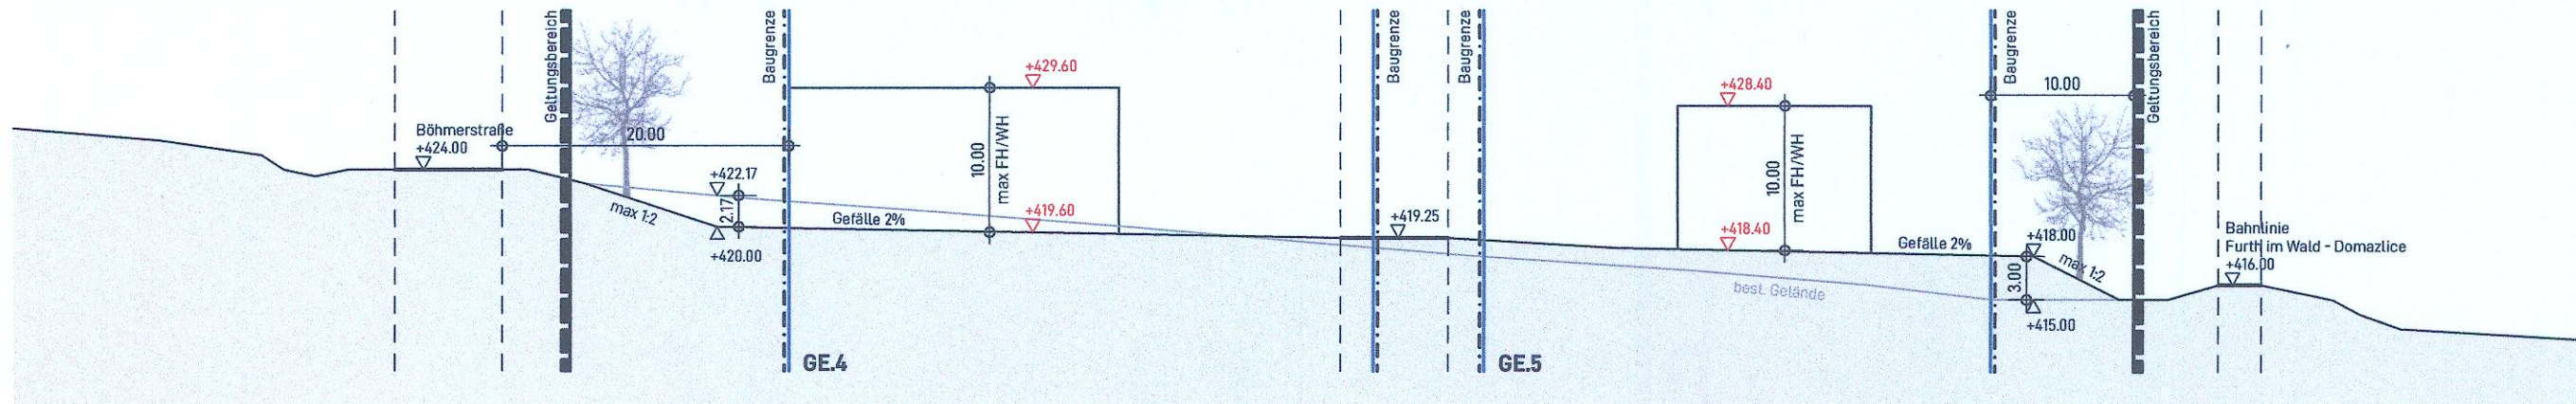 Böhmerstraße
+424.00
Geltungsbereich
20.00
+422.17
2.17
+420.00
max 1:2
Baugrenze
Gefälle 2%
GE.4
+429.60
10.00
max FH/WH
+419.60
Baugrenze
+419.25
Baugrenze
GE.5
+428.40
10.00
max FH/WH
+418.40
best. Gelände
Gefälle 2%
Baugrenze
10.00
+418.00
max 1:2
3.00
+415.00
Geltungsbereich
Bahnlinie
Furth im Wald - Domazlice
+416.00